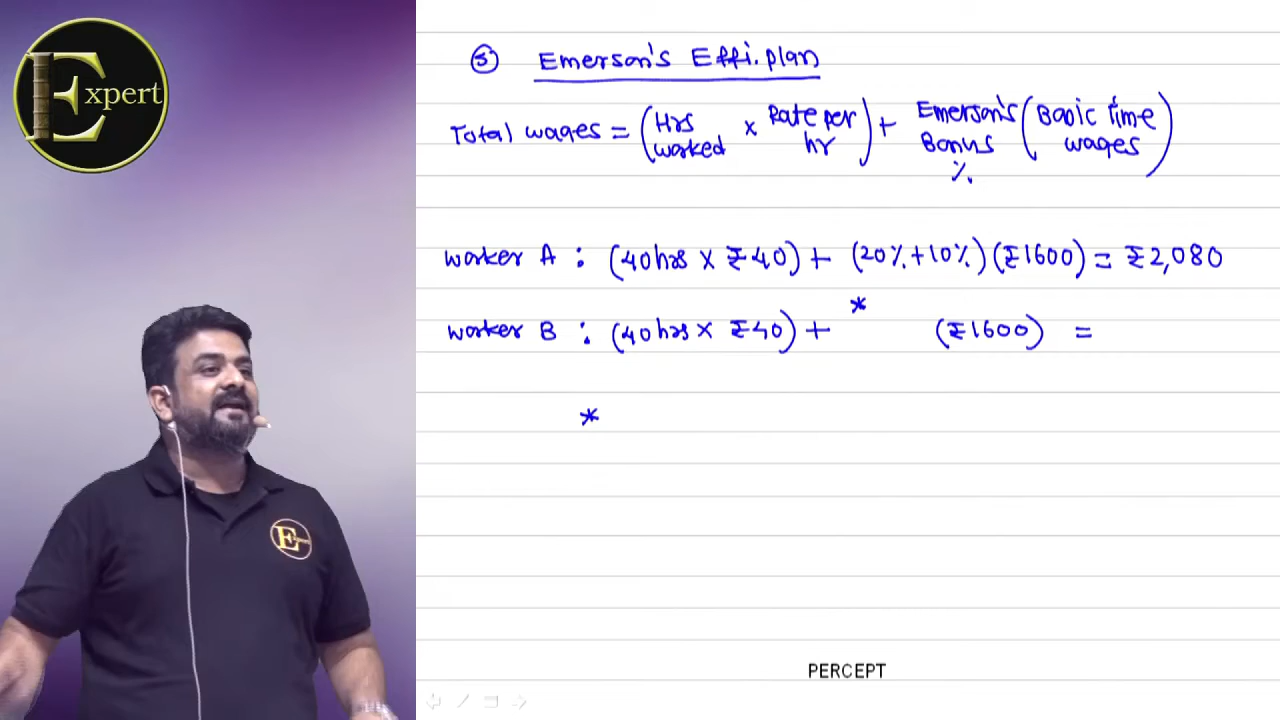 Expert
⑤ Emerson's Effi.plan
Total wages = (Hrs worked × Rate per hr) + Emerson's Bonus % (Basic time wages)
worker A : (40hrs × ₹40) + (20%+10%)(₹1600) = ₹2,080
worker B : (40hrs × ₹40) + * (₹1600) =
*
E
PERCEPT